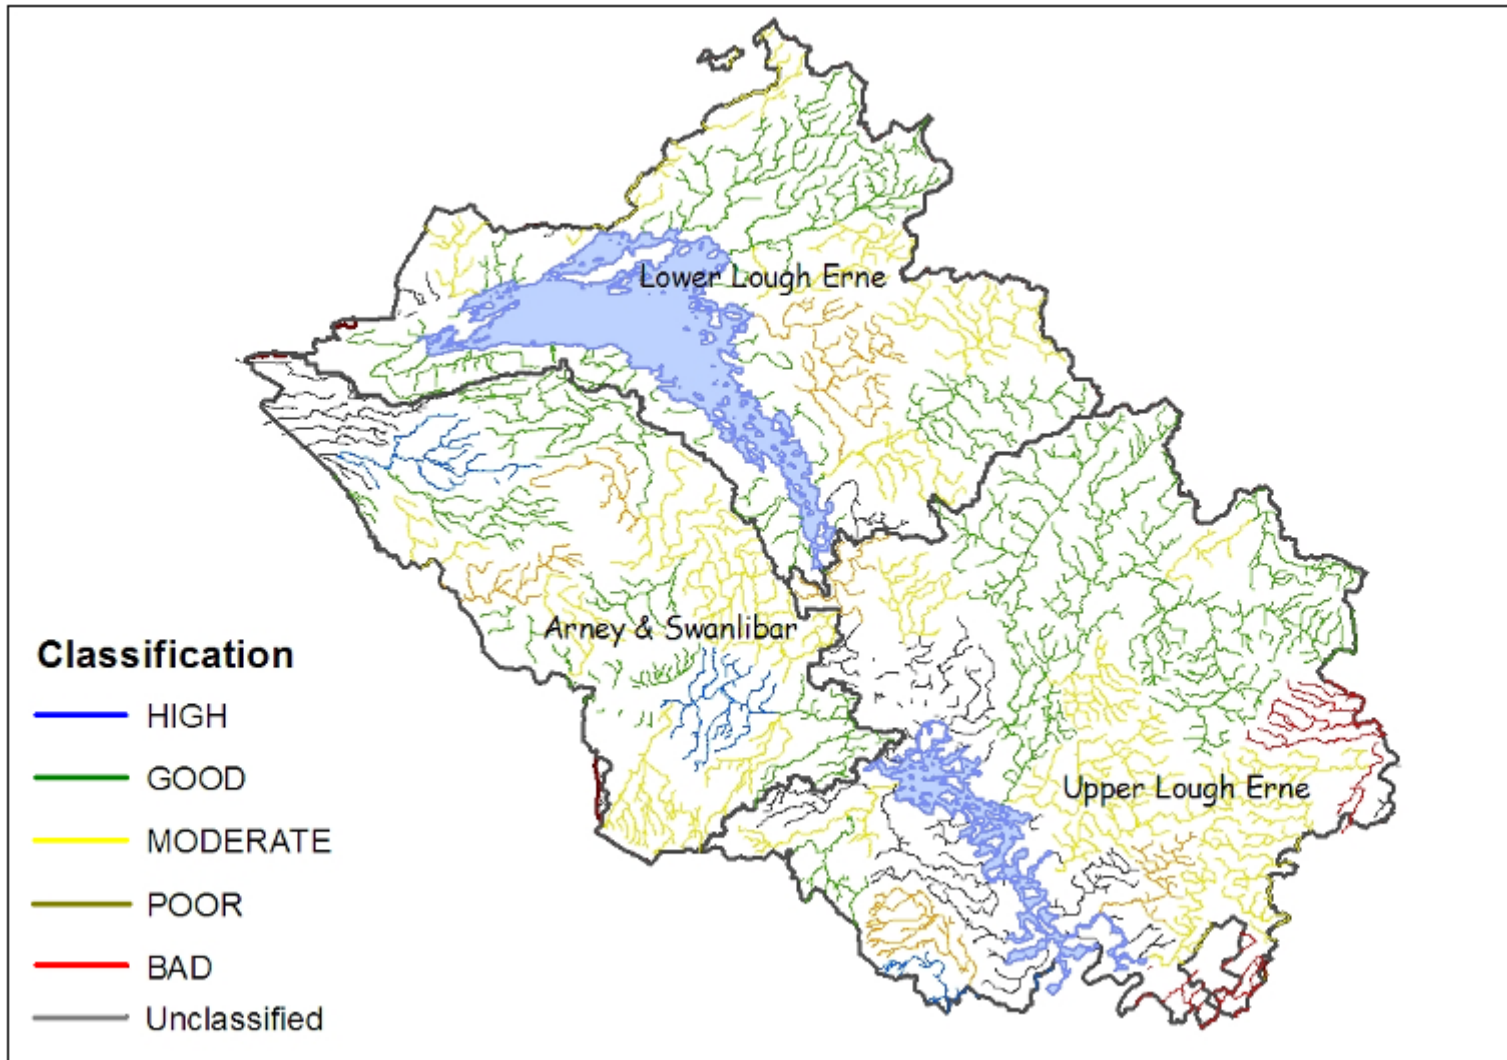 Lower Lough Erne
Arney & Swanlibar
Upper Lough Erne
Classification
HIGH
GOOD
MODERATE
POOR
BAD
Unclassified